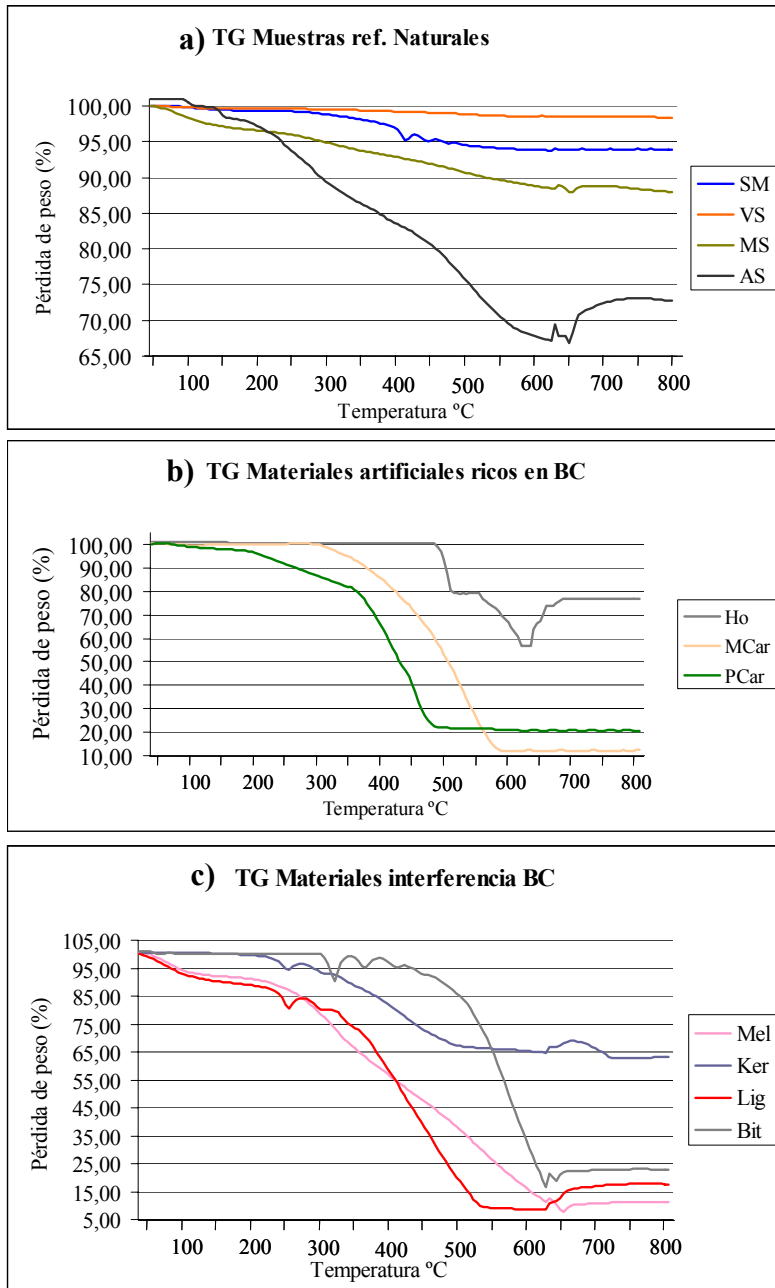 a) TG Muestras ref. Naturales
Pérdida de peso (%)
100,00
95,00
90,00
85,00
80,00
75,00
70,00
65,00
100 200 300 400 500 600 700 800
Temperatura ºC
SM
VS
MS
AS
b) TG Materiales artificiales ricos en BC
Pérdida de peso (%)
100,00
90,00
80,00
70,00
60,00
50,00
40,00
30,00
20,00
10,00
100 200 300 400 500 600 700 800
Temperatura ºC
Ho
MCar
PCar
c) TG Materiales interferencia BC
Pérdida de peso (%)
105,00
95,00
85,00
75,00
65,00
55,00
45,00
35,00
25,00
15,00
5,00
100 200 300 400 500 600 700 800
Temperatura ºC
Mel
Ker
Lig
Bit